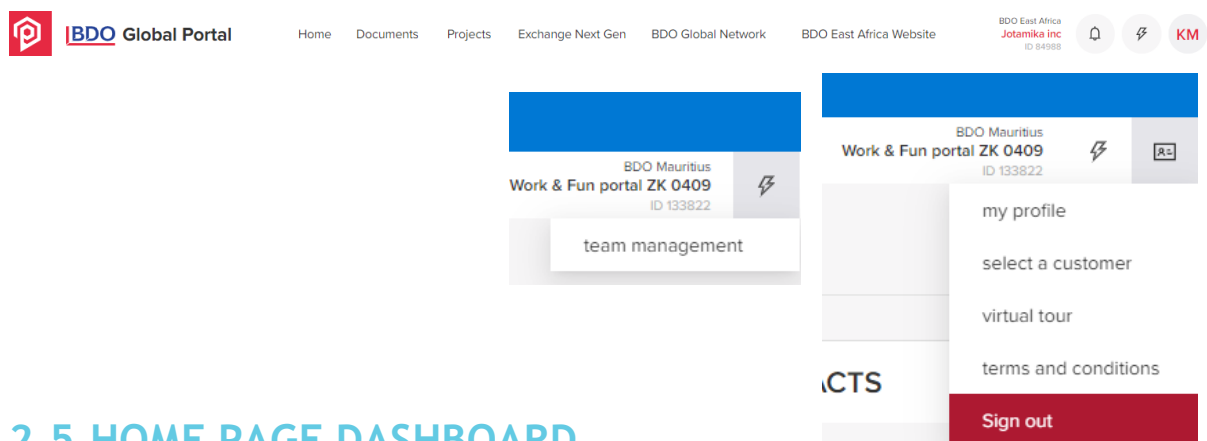 BDO Global Portal
Home Documents Projects Exchange Next Gen BDO Global Network BDO East Africa Website
BDO East Africa
Jotamika inc
ID 84988
KM
BDO Mauritius
Work & Fun portal ZK 0409
ID 133822
team management
BDO Mauritius
Work & Fun portal ZK 0409
ID 133822
my profile
select a customer
virtual tour
terms and conditions
ACTS
Sign out
2.5 HOME PAGE DASHBOARD